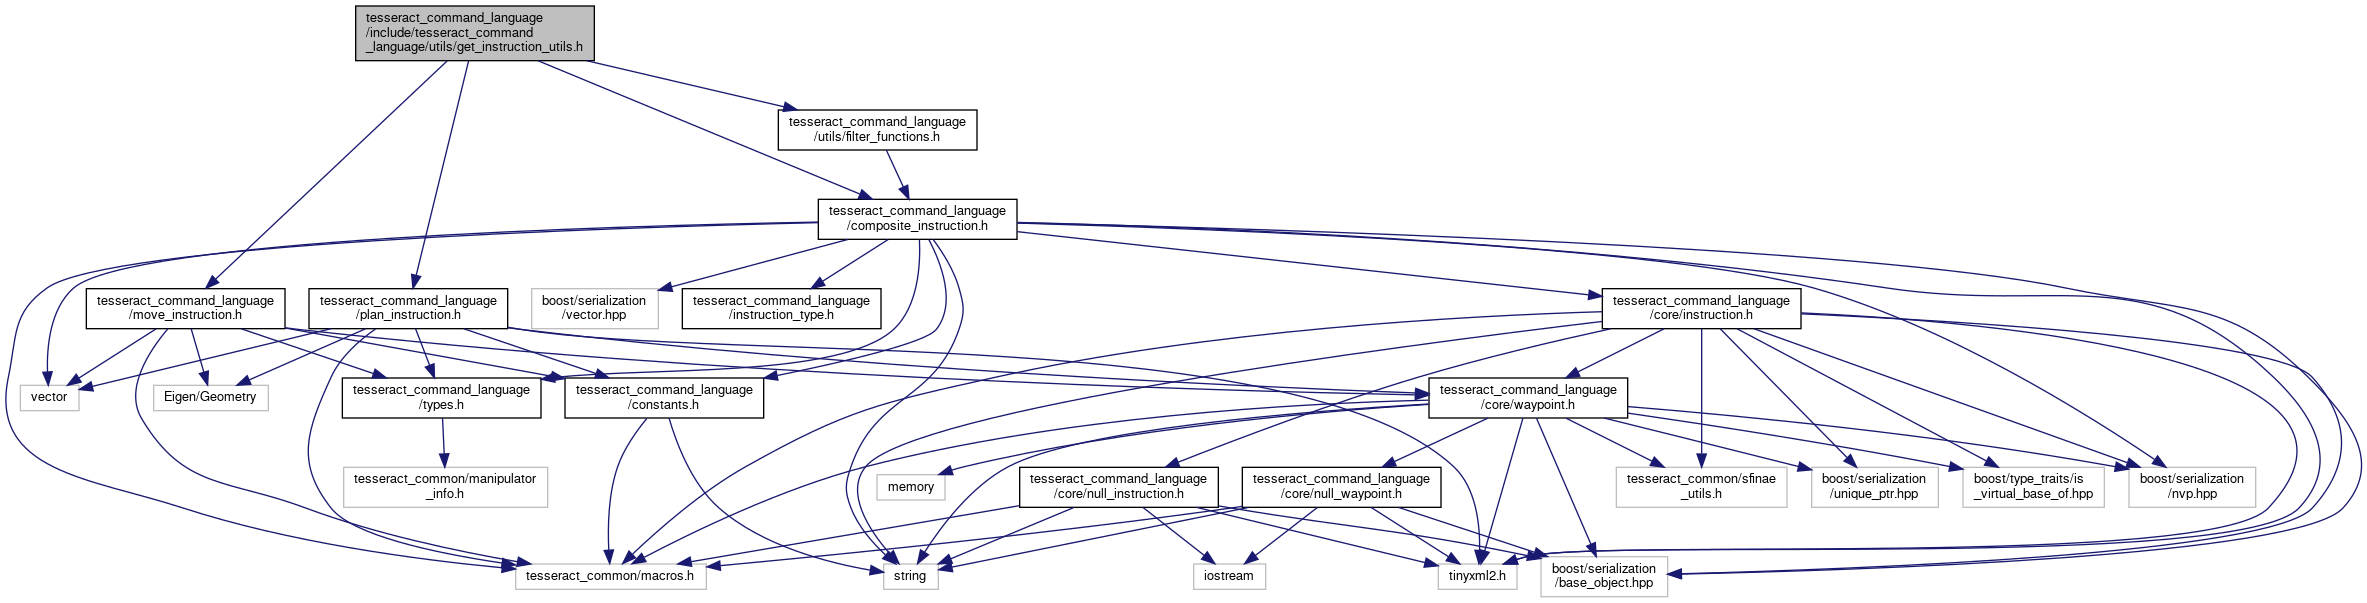 tesseract_command_language
/include/tesseract_command
_language/utils/get_instruction_utils.h
tesseract_command_language
/utils/filter_functions.h
tesseract_command_language
/composite_instruction.h
tesseract_command_language
/move_instruction.h
tesseract_command_language
/plan_instruction.h
boost/serialization
/vector.hpp
tesseract_command_language
/instruction_type.h
tesseract_command_language
/core/instruction.h
vector
Eigen/Geometry
tesseract_command_language
/types.h
tesseract_command_language
/constants.h
tesseract_command_language
/core/waypoint.h
tesseract_common/manipulator
_info.h
memory
tesseract_command_language
/core/null_instruction.h
tesseract_command_language
/core/null_waypoint.h
tesseract_common/sfinae
_utils.h
boost/serialization
/unique_ptr.hpp
boost/type_traits/is
_virtual_base_of.hpp
boost/serialization
/nvp.hpp
tesseract_common/macros.h
string
iostream
tinyxml2.h
boost/serialization
/base_object.hpp